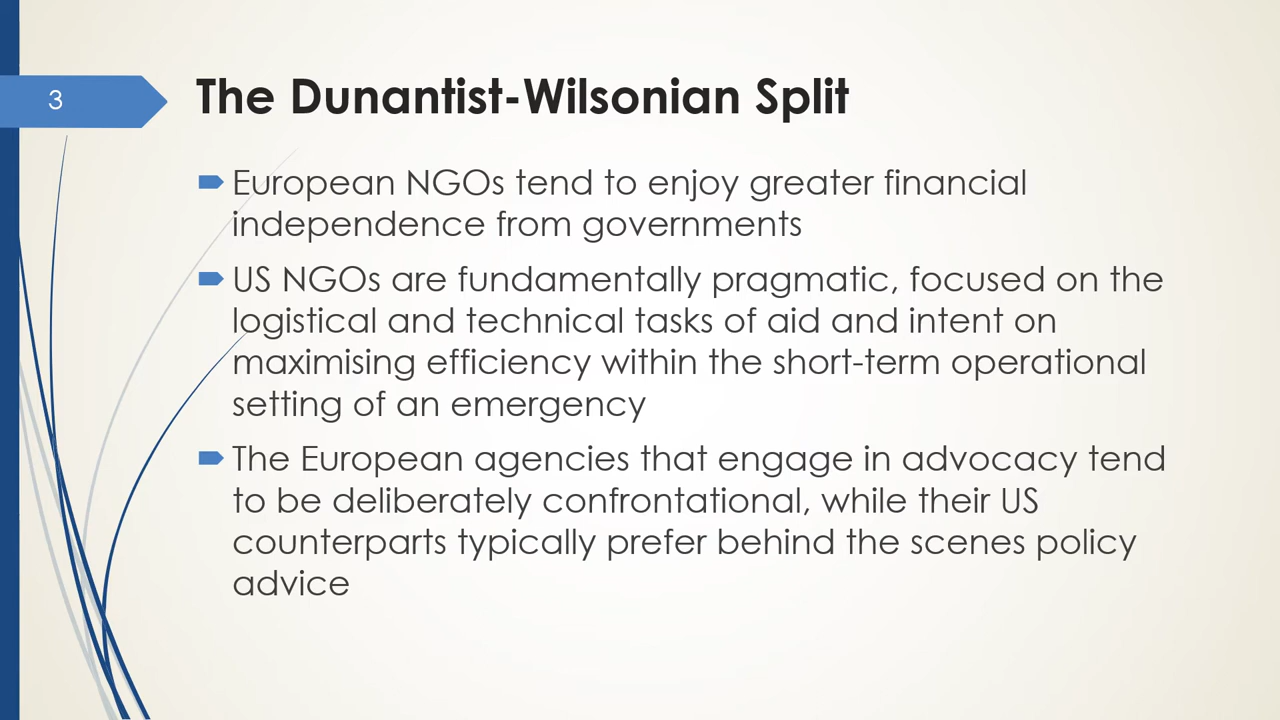 3
The Dunantist-Wilsonian Split
European NGOs tend to enjoy greater financial
independence from governments
US NGOs are fundamentally pragmatic, focused on the
logistical and technical tasks of aid and intent on
maximising efficiency within the short-term operational
setting of an emergency
The European agencies that engage in advocacy tend
to be deliberately confrontational, while their US
counterparts typically prefer behind the scenes policy
advice